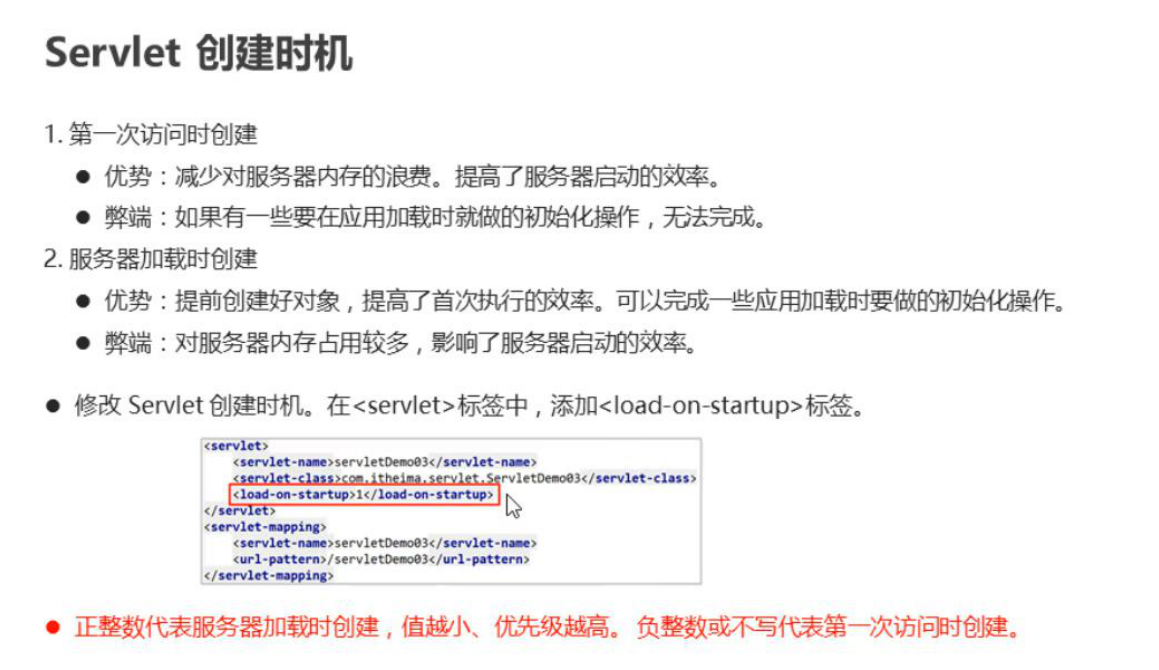 Servlet 创建时机
1. 第一次访问时创建
● 优势：减少对服务器内存的浪费。提高了服务器启动的效率。
● 弊端：如果有一些要在应用加载时就做的初始化操作，无法完成。
2. 服务器加载时创建
● 优势：提前创建好对象，提高了首次执行的效率。可以完成一些应用加载时要做的初始化操作。
● 弊端：对服务器内存占用较多，影响了服务器启动的效率。
● 修改 Servlet 创建时机。在<servlet>标签中，添加<load-on-startup>标签。
<servlet>
<servlet-name>servletDemo03</servlet-name>
<servlet-class>com.itheima.servlet.ServletDemo03</servlet-class>
<load-on-startup>1</load-on-startup>
</servlet>
<servlet-mapping>
<servlet-name>servletDemo03</servlet-name>
<url-pattern>/servletDemo03</url-pattern>
</servlet-mapping>
● 正整数代表服务器加载时创建，值越小、优先级越高。 负整数或不写代表第一次访问时创建。